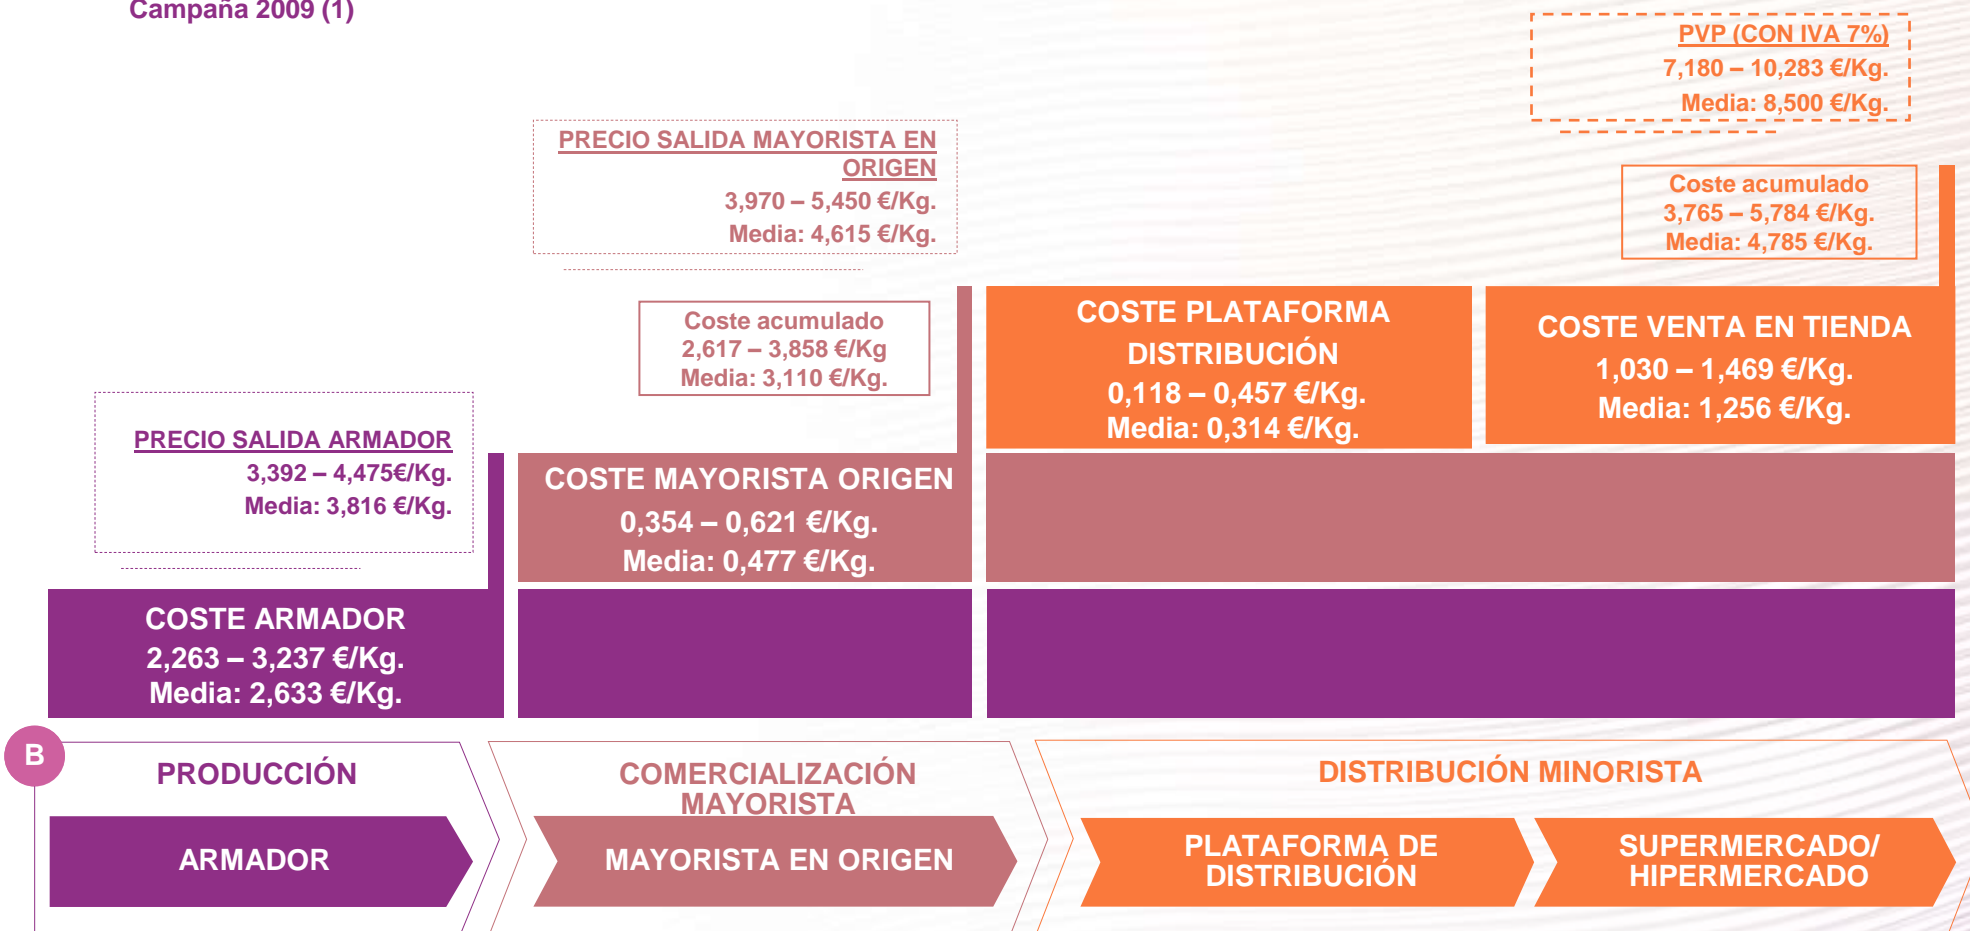 Campaña 2009 (1)
PVP (CON IVA 7%)
7,180 – 10,283 €/Kg.
Media: 8,500 €/Kg.
PRECIO SALIDA MAYORISTA EN
ORIGEN
3,970 – 5,450 €/Kg.
Media: 4,615 €/Kg.
Coste acumulado
3,765 – 5,784 €/Kg.
Media: 4,785 €/Kg.
Coste acumulado
2,617 – 3,858 €/Kg
Media: 3,110 €/Kg.
COSTE PLATAFORMA
DISTRIBUCIÓN
0,118 – 0,457 €/Kg.
Media: 0,314 €/Kg.
COSTE VENTA EN TIENDA
1,030 – 1,469 €/Kg.
Media: 1,256 €/Kg.
PRECIO SALIDA ARMADOR
3,392 – 4,475€/Kg.
Media: 3,816 €/Kg.
COSTE MAYORISTA ORIGEN
0,354 – 0,621 €/Kg.
Media: 0,477 €/Kg.
COSTE ARMADOR
2,263 – 3,237 €/Kg.
Media: 2,633 €/Kg.
B
PRODUCCIÓN
COMERCIALIZACIÓN
MAYORISTA
DISTRIBUCIÓN MINORISTA
ARMADOR
MAYORISTA EN ORIGEN
PLATAFORMA DE
DISTRIBUCIÓN
SUPERMERCADO/
HIPERMERCADO